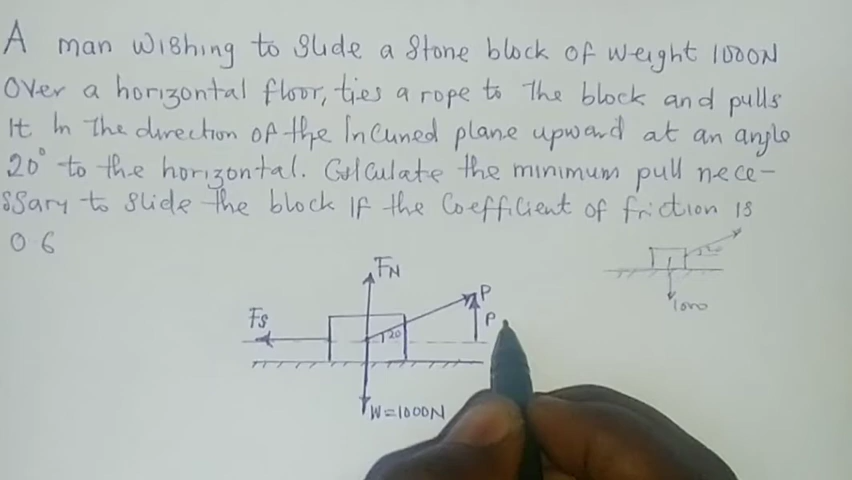 A man wishing to slide a stone block of weight 1000N
Over a horizontal floor, ties a rope to the block and pulls
It in the direction of the Incuned plane upward at an angle
20° to the horizontal. Calculate the minimum pull nece-
ssary to slide the block if the Coefficient of friction is
0 6
FN
P
Fs
P
20
20
1000
W=1000N